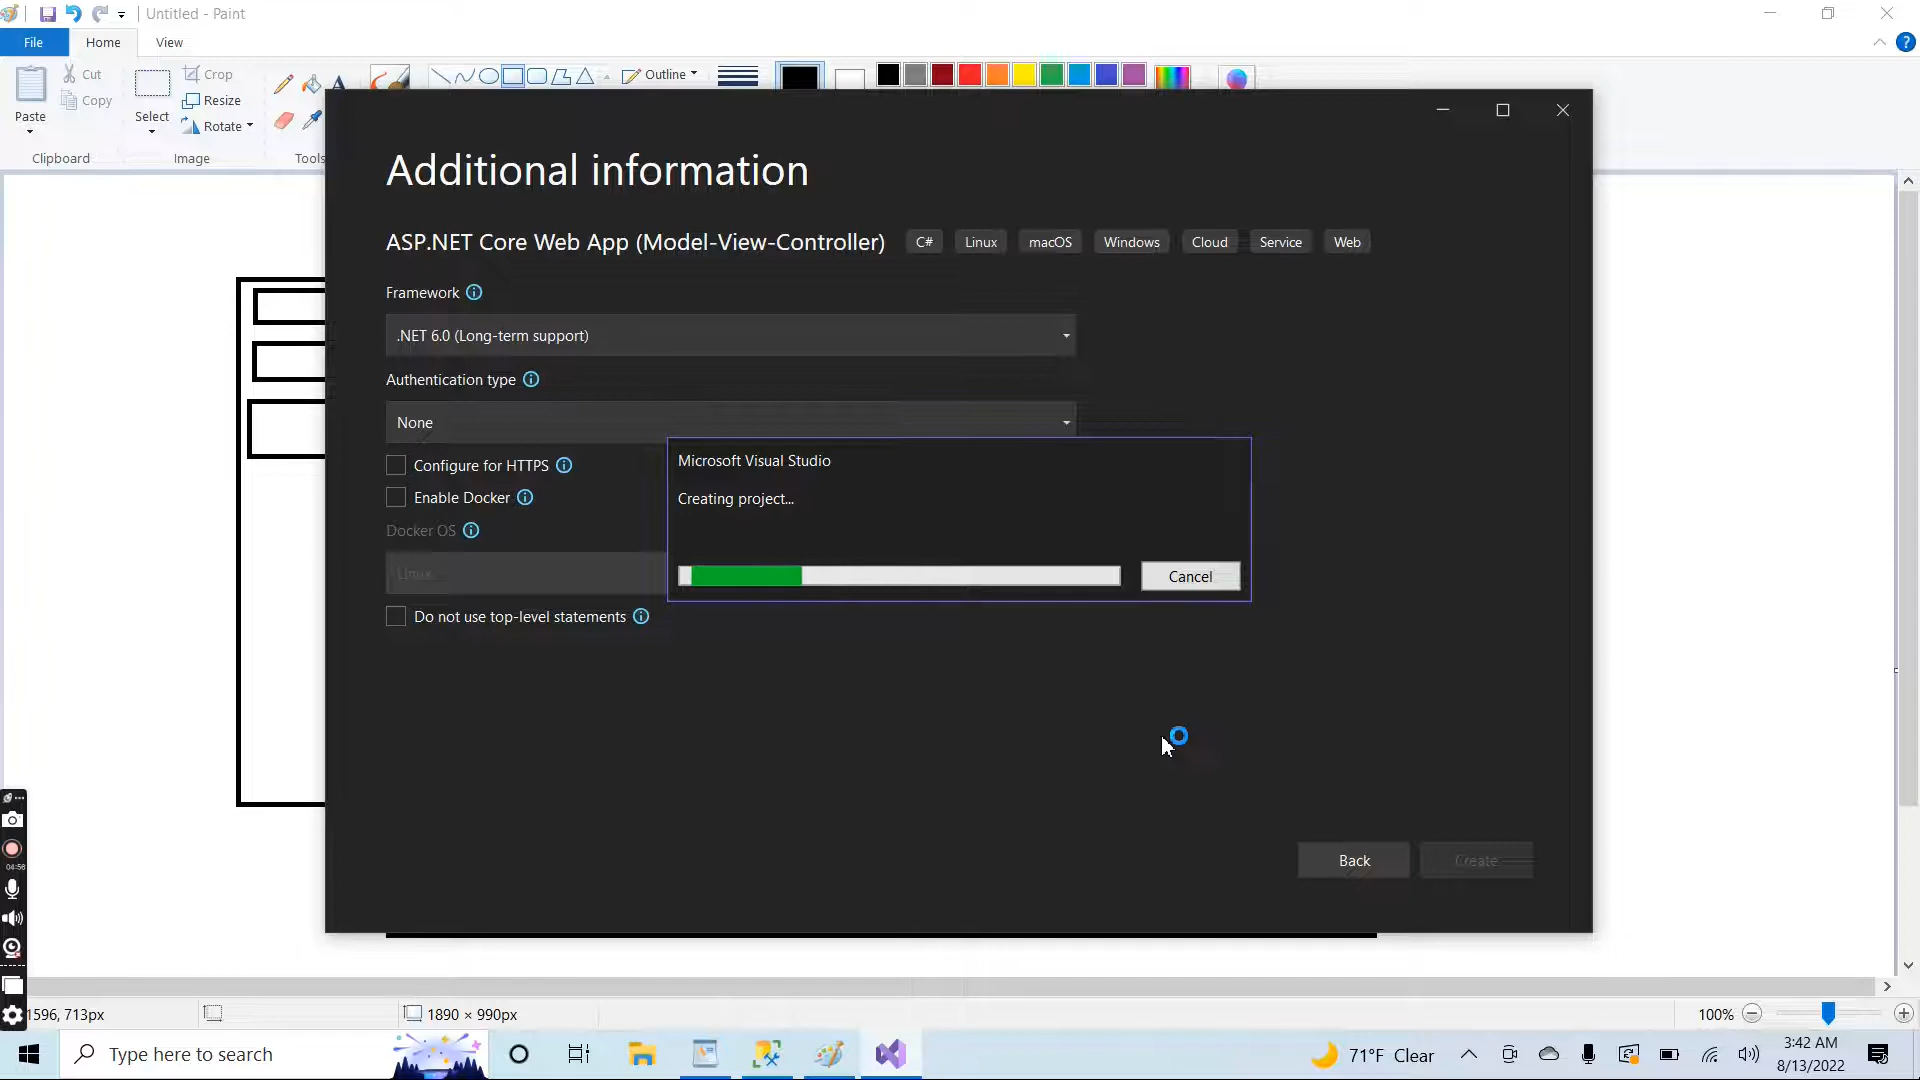 Untitled - Paint
File
Home
View
Paste
Cut
Copy
Clipboard
Select
Crop
Resize
Rotate
Image
Tools
Outline
Additional information
ASP.NET Core Web App (Model-View-Controller)
C#
Linux
macOS
Windows
Cloud
Service
Web
Framework
.NET 6.0 (Long-term support)
Authentication type
None
Configure for HTTPS
Enable Docker
Docker OS
Linux
Do not use top-level statements
Microsoft Visual Studio
Creating project...
Cancel
Back
Create
04:56
1596, 713px
1890 × 990px
100%
Type here to search
71°F Clear
3:42 AM
8/13/2022